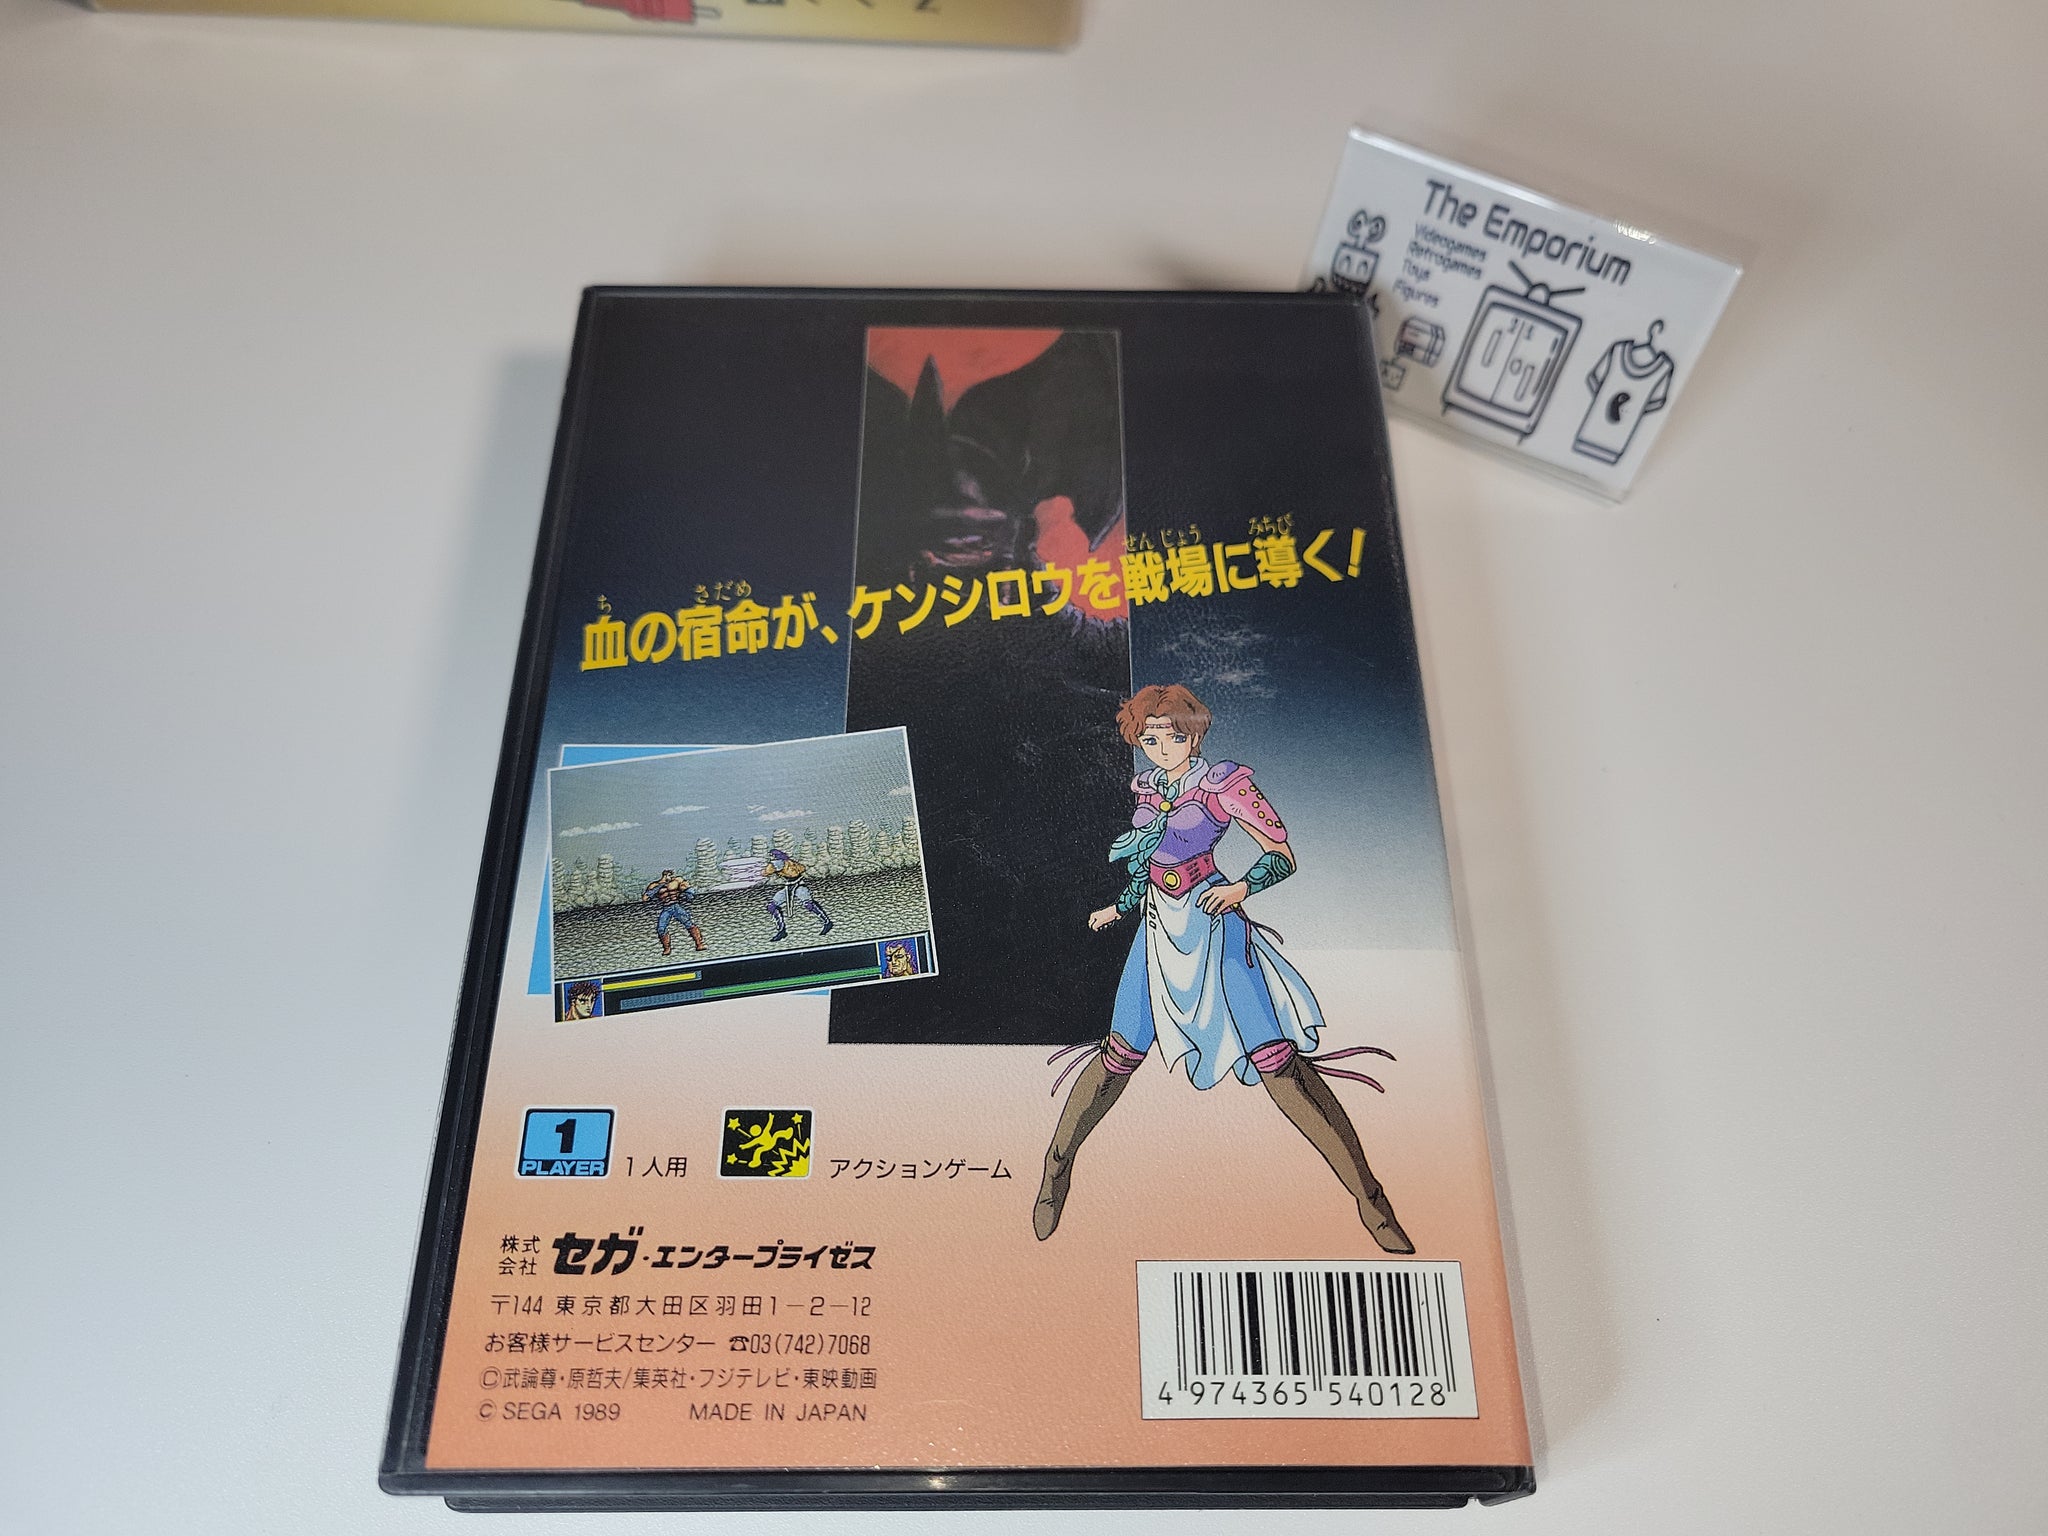 The Emporium
Videogames
Retrogames
Toys
Figures
ち さだめ せんじょう みちび
血の宿命が、ケンシロウを戦場に導く!
1
PLAYER
1人用
アクションゲーム
株式会社 セガ・エンタープライゼス
〒144 東京都大田区羽田1-2-12
お客様サービスセンター ☎03(742)7068
©武論尊・原哲夫/集英社・フジテレビ・東映動画
© SEGA 1989 MADE IN JAPAN
4 974365 540128